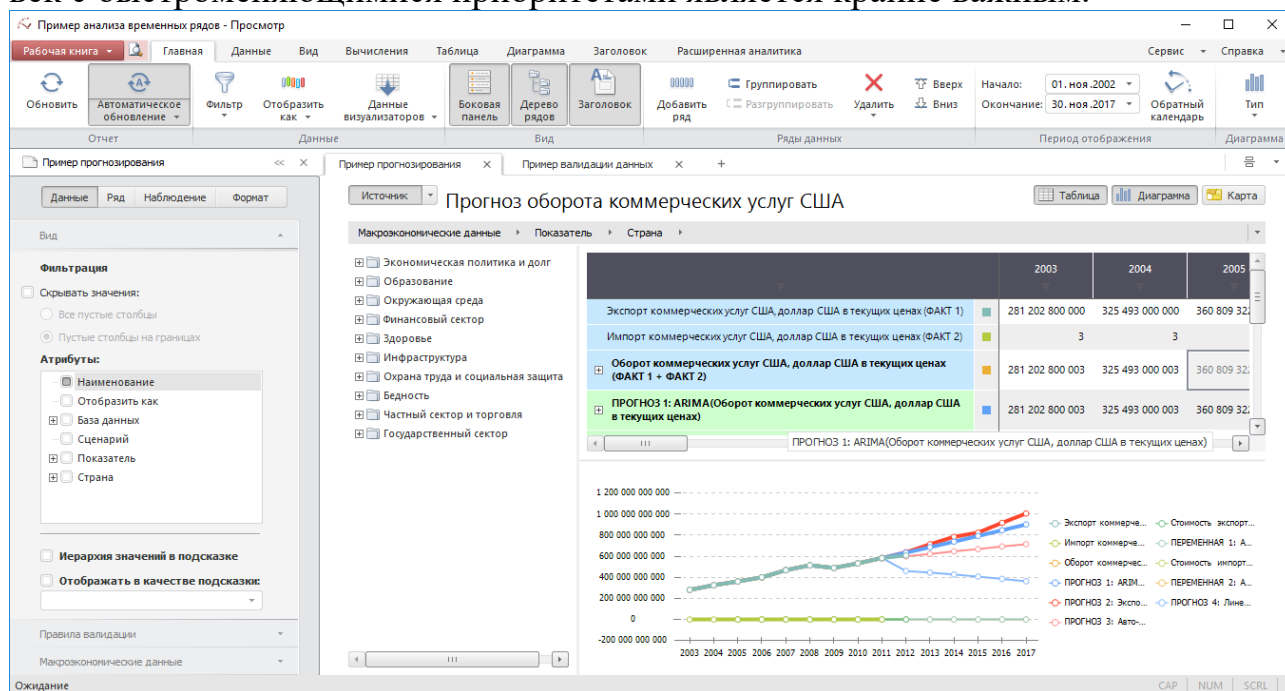 век с быстроменяющимися приоритетами является крайне важным.
Пример анализа временных рядов - Просмотр
Рабочая книга Главная Данные Вид Вычисления Таблица Диаграмма Заголовок Расширенная аналитика Сервис Справка
Обновить Автоматическое обновление Фильтр Отобразить как Данные визуализаторов Боковая панель Дерево рядов Заголовок Добавить ряд
Группировать
Разгруппировать
Удалить
Вверх
Вниз
Начало: 01. ноя .2002
Окончание: 30. ноя .2017
Обратный календарь
Тип
Отчет Данные Вид Ряды данных Период отображения Диаграмма
Пример прогнозирования
Пример прогнозирования X Пример валидации данных X +
Данные Ряд Наблюдение Формат
Вид
Фильтрация
Скрывать значения:
Все пустые столбцы
Пустые столбцы на границах
Атрибуты:
Наименование
Отобразить как
База данных
Сценарий
Показатель
Страна
Иерархия значений в подсказке
Отображать в качестве подсказки:
Правила валидации
Макроэкономические данные
Источник
Прогноз оборота коммерческих услуг США
Таблица Диаграмма Карта
Макроэкономические данные Показатель Страна
Экономическая политика и долг
Образование
Окружающая среда
Финансовый сектор
Здоровье
Инфраструктура
Охрана труда и социальная защита
Бедность
Частный сектор и торговля
Государственный сектор
2003 2004 2005
Экспорт коммерческих услуг США, доллар США в текущих ценах (ФАКТ 1) 281 202 800 000 325 493 000 000 360 809 322
Импорт коммерческих услуг США, доллар США в текущих ценах (ФАКТ 2) 3 3
Оборот коммерческих услуг США, доллар США в текущих ценах
(ФАКТ 1 + ФАКТ 2)
281 202 800 003 325 493 000 003 360 809 32
ПРОГНОЗ 1: ARIMA(Оборот коммерческих услуг США, доллар США
в текущих ценах)
281 202 800 003 325 493 000 003 360 809 32
ПРОГНОЗ 1: ARIMA(Оборот коммерческих услуг США, доллар США в текущих ценах)
1 200 000 000 000
1 000 000 000 000
800 000 000 000
600 000 000 000
400 000 000 000
200 000 000 000
0
-200 000 000 000
2003 2004 2005 2006 2007 2008 2009 2010 2011 2012 2013 2014 2015 2016 2017
Экспорт коммерче... Стоимость экспорт...
Импорт коммерче... ПЕРЕМЕННАЯ 1: А...
Оборот коммерчес... Стоимость импорт...
ПРОГНОЗ 1: ARIM... ПЕРЕМЕННАЯ 2: А...
ПРОГНОЗ 2: Экспо... ПРОГНОЗ 4: Лине...
ПРОГНОЗ 3: Авто-...
Ожидание
CAP NUM SCRL